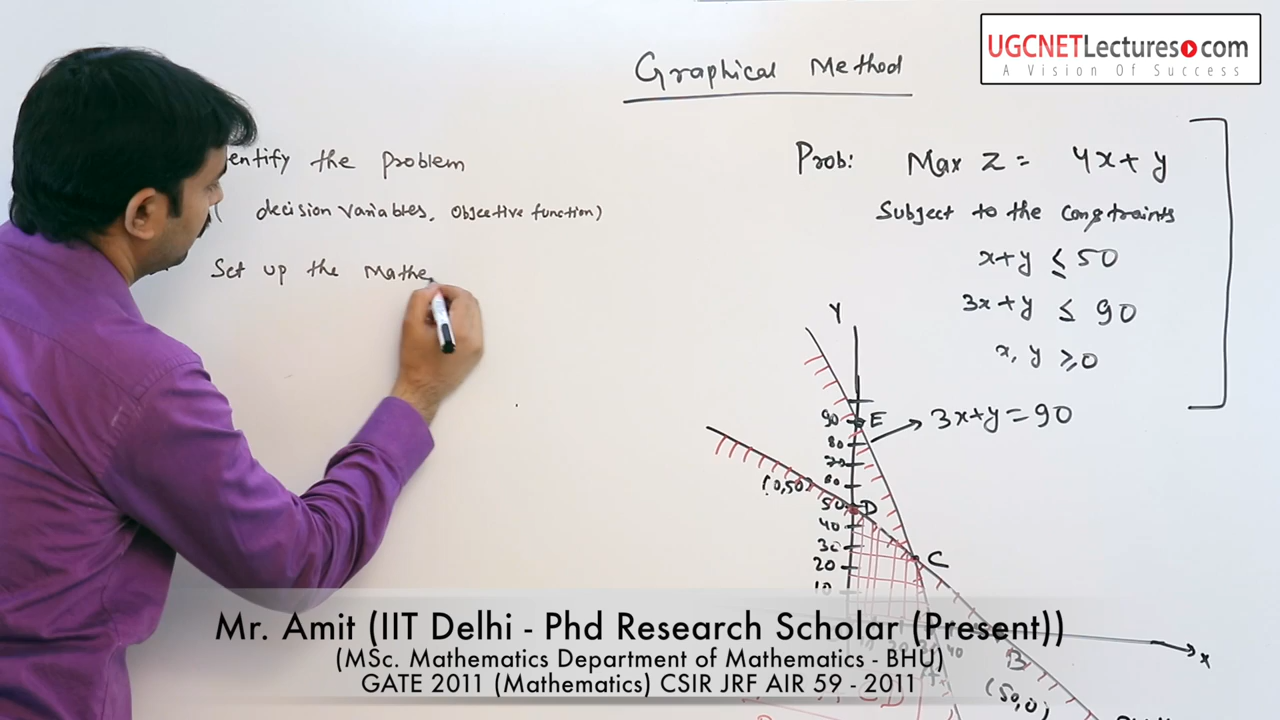 UGCNETLectures.com
A Vision Of Success
Graphical Method
entify the problem
( decision variables, Objective function)
Set up the Mathe
Prob: Max Z = 4x+y
Subject to the constraints
x+y ≤ 50
3x+y ≤ 90
x, y ≥ 0
Y
90 E → 3x+y=90
80
70
60
(0,50)
50 D
40
30
C
20
10
x
40
B
(50,0)
Mr. Amit (IIT Delhi - Phd Research Scholar (Present))
(MSc. Mathematics Department of Mathematics - BHU)
GATE 2011 (Mathematics) CSIR JRF AIR 59 - 2011